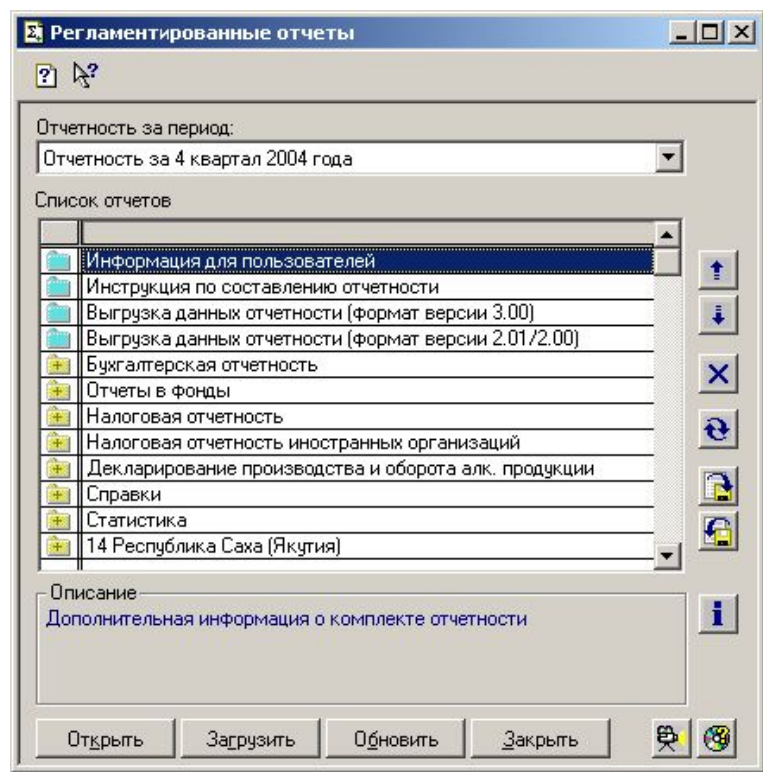 Регламентированные отчеты
Отчетность за период:
Отчетность за 4 квартал 2004 года
Список отчетов
Информация для пользователей
Инструкция по составлению отчетности
Выгрузка данных отчетности (формат версии 3.00)
Выгрузка данных отчетности (формат версии 2.01/2.00)
Бухгалтерская отчетность
Отчеты в фонды
Налоговая отчетность
Налоговая отчетность иностранных организаций
Декларирование производства и оборота алк. продукции
Справки
Статистика
14 Республика Саха (Якутия)
Описание
Дополнительная информация о комплекте отчетности
Открыть Загрузить Обновить Закрыть